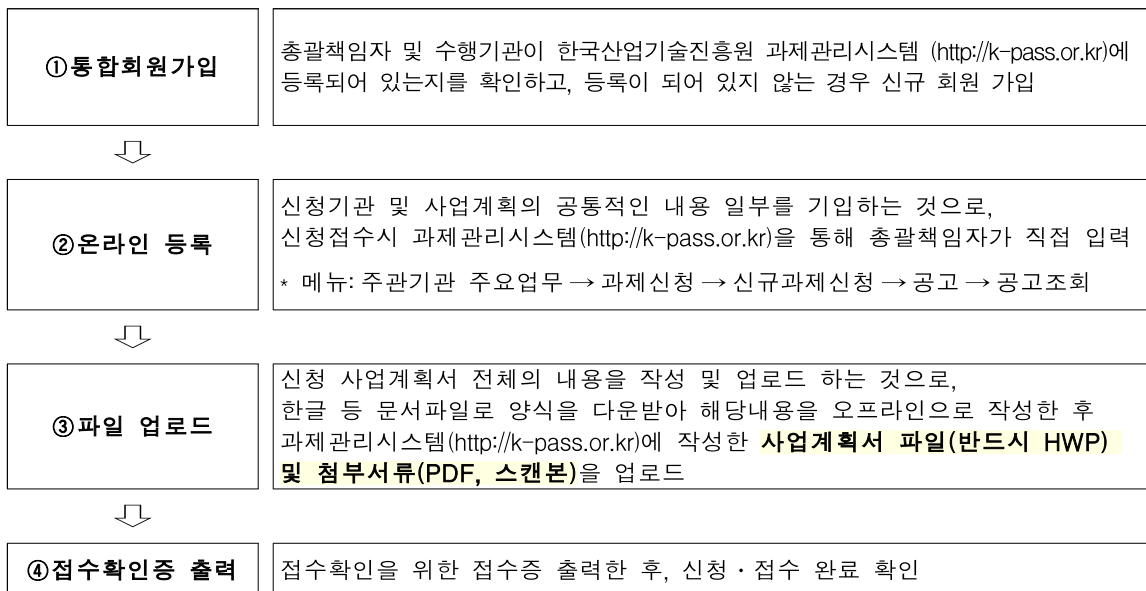 ①통합회원가입
총괄책임자 및 수행기관이 한국산업기술진흥원 과제관리시스템 (http://k-pass.or.kr)에
등록되어 있는지를 확인하고, 등록이 되어 있지 않는 경우 신규 회원 가입
②온라인 등록
신청기관 및 사업계획의 공통적인 내용 일부를 기입하는 것으로,
신청접수시 과제관리시스템(http://k-pass.or.kr)을 통해 총괄책임자가 직접 입력
* 메뉴: 주관기관 주요업무 → 과제신청 → 신규과제신청 → 공고 → 공고조회
③파일 업로드
신청 사업계획서 전체의 내용을 작성 및 업로드 하는 것으로,
한글 등 문서파일로 양식을 다운받아 해당내용을 오프라인으로 작성한 후
과제관리시스템(http://k-pass.or.kr)에 작성한 사업계획서 파일(반드시 HWP)
및 첨부서류(PDF, 스캔본)을 업로드
④접수확인증 출력
접수확인을 위한 접수증 출력한 후, 신청・접수 완료 확인